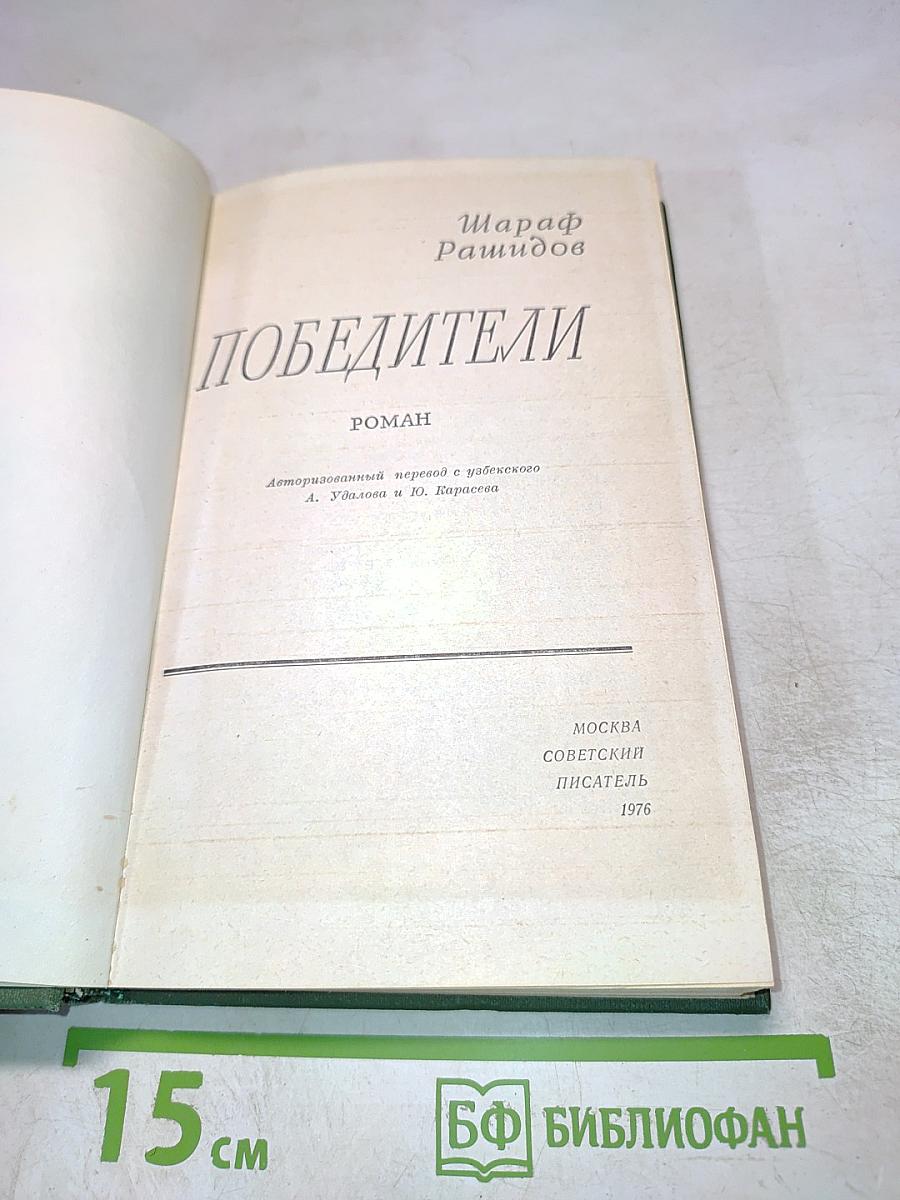 Шараф
Рашидов
ПОБЕДИТЕЛИ
РОМАН
Авторизованный перевод с узбекского
А. Удалова и Ю. Карасева
МОСКВА
СОВЕТСКИЙ
ПИСАТЕЛЬ
1976
15 см
БФ БИБЛИОФАН